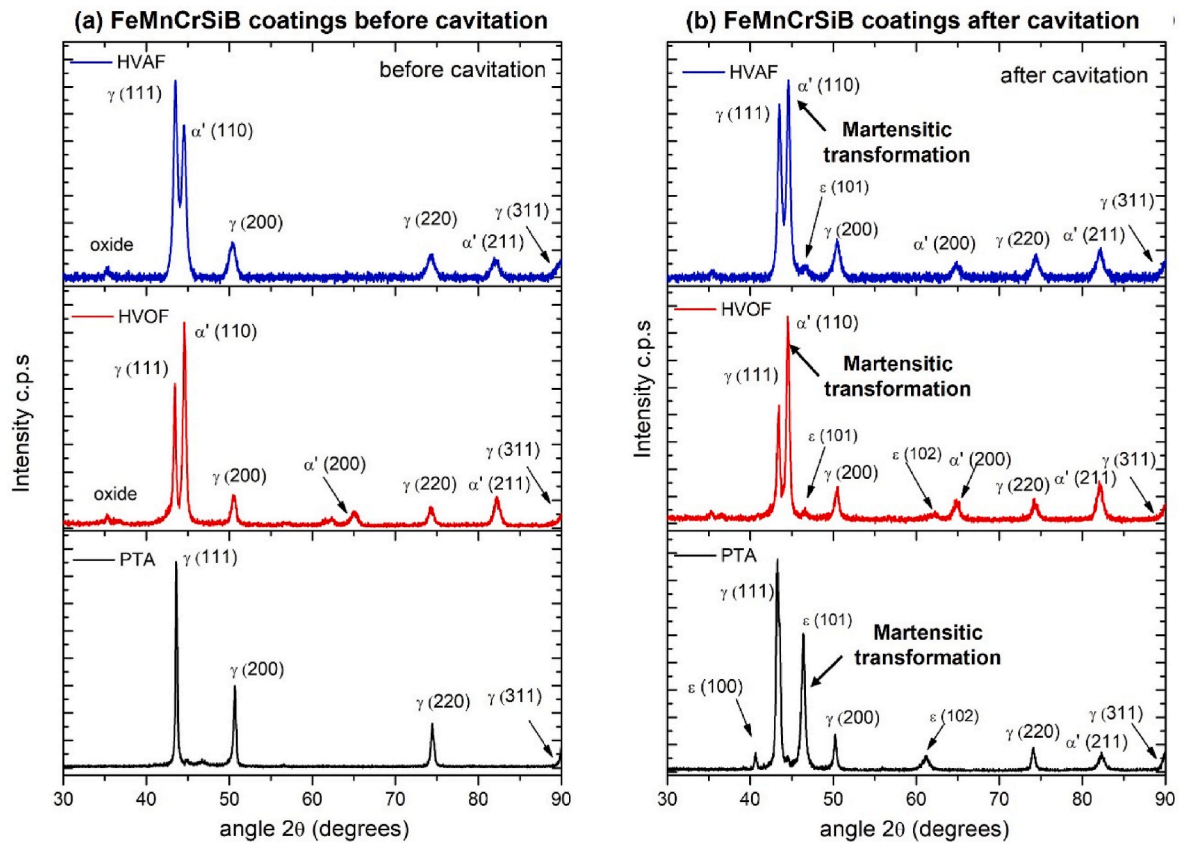 (a) FeMnCrSiB coatings before cavitation
HVAF
before cavitation
γ (111)
α' (110)
γ (200)
γ (220)
γ (311)
α' (211)
oxide
HVOF
α' (110)
γ (111)
γ (200)
α' (200)
γ (220)
α' (211)
γ (311)
oxide
PTA
γ (111)
γ (200)
γ (220)
γ (311)
Intensity c.p.s
30 40 50 60 70 80 90
angle 2θ (degrees)
(b) FeMnCrSiB coatings after cavitation
HVAF
after cavitation
α' (110)
γ (111)
Martensitic
transformation
ε (101)
γ (200)
α' (200)
γ (220)
α' (211)
γ (311)
HVOF
α' (110)
Martensitic
transformation
γ (111)
ε (101)
γ (200)
ε (102)
α' (200)
γ (220)
α' (211)
γ (311)
PTA
γ (111)
ε (101)
Martensitic
transformation
ε (100)
γ (200)
ε (102)
γ (220)
α' (211)
γ (311)
Intensity c.p.s
30 40 50 60 70 80 90
angle 2θ (degrees)